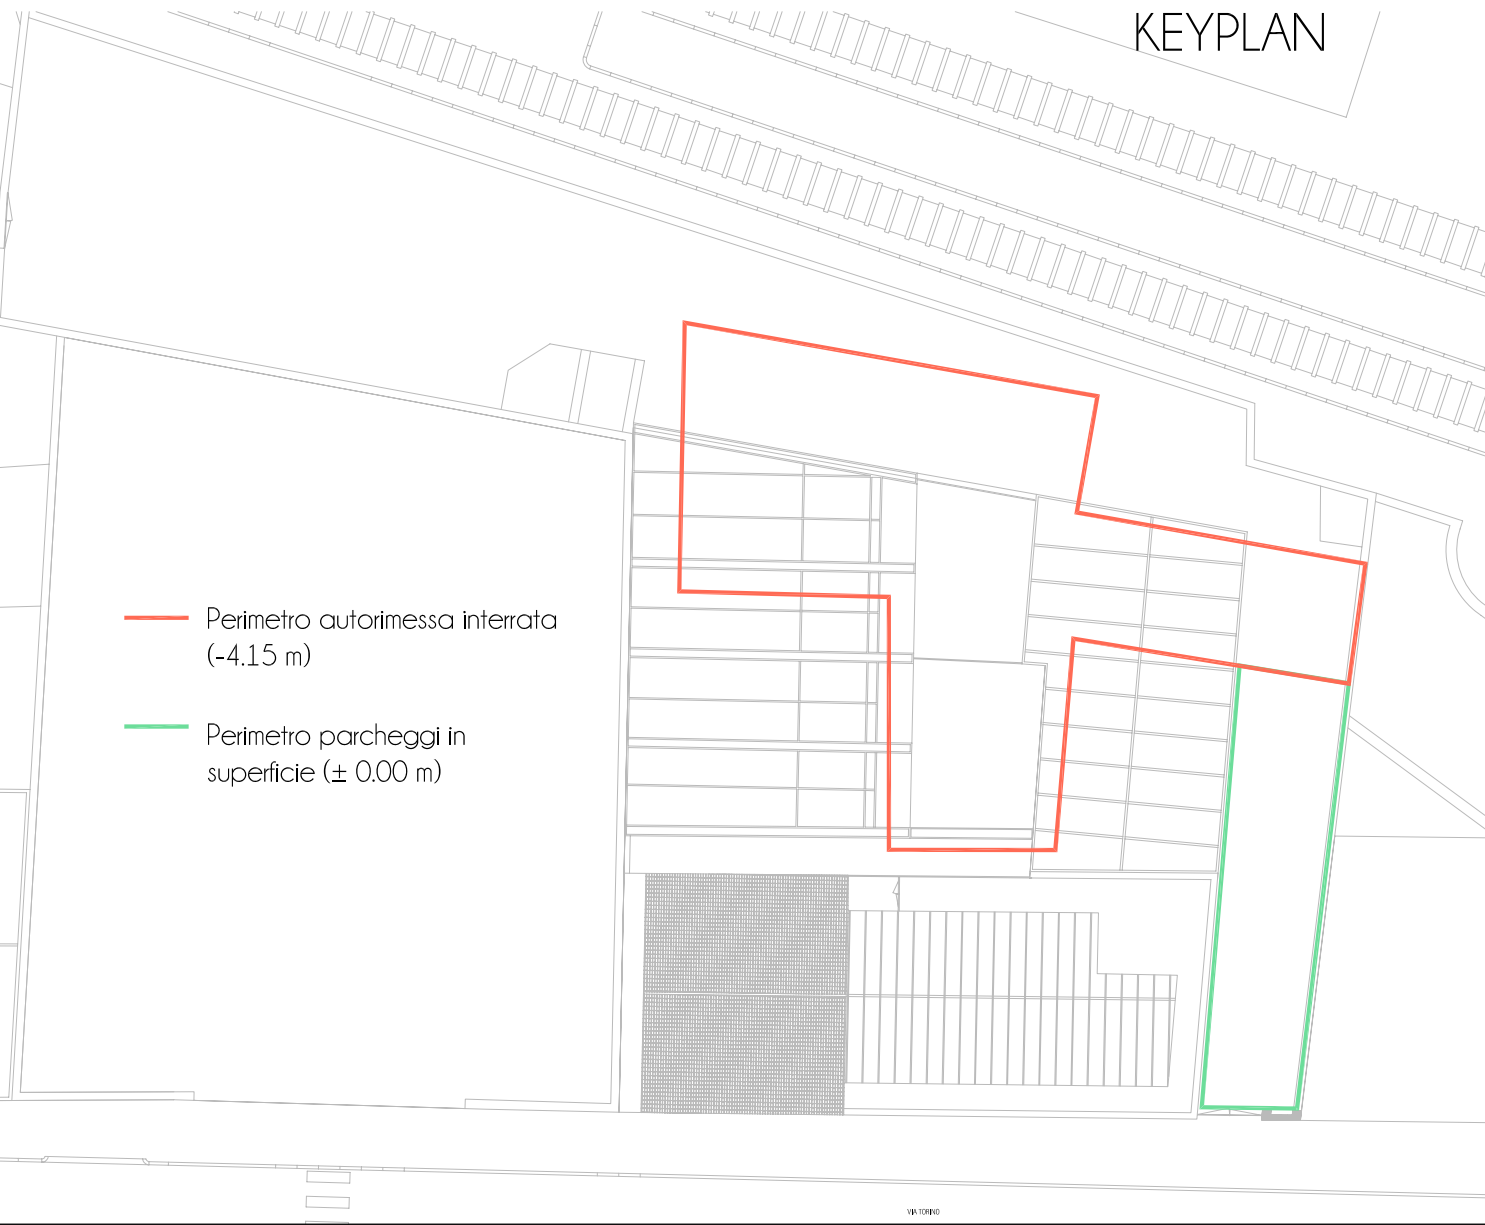 KEYPLAN
Perimetro autorimessa interrata
(-4.15 m)
Perimetro parcheggi in
superficie (± 0.00 m)
VIA TORINO